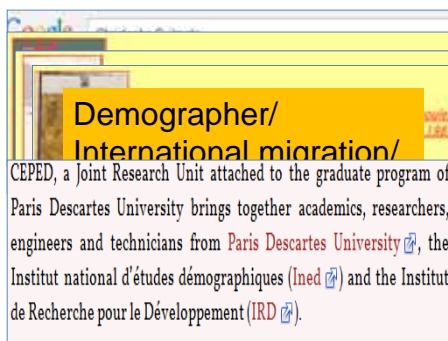 Demographer/
International migration/
CEPED, a Joint Research Unit attached to the graduate program of
Paris Descartes University brings together academics, researchers,
engineers and technicians from Paris Descartes University, the
Institut national d'études démographiques (Ined) and the Institut
de Recherche pour le Développement (IRD).